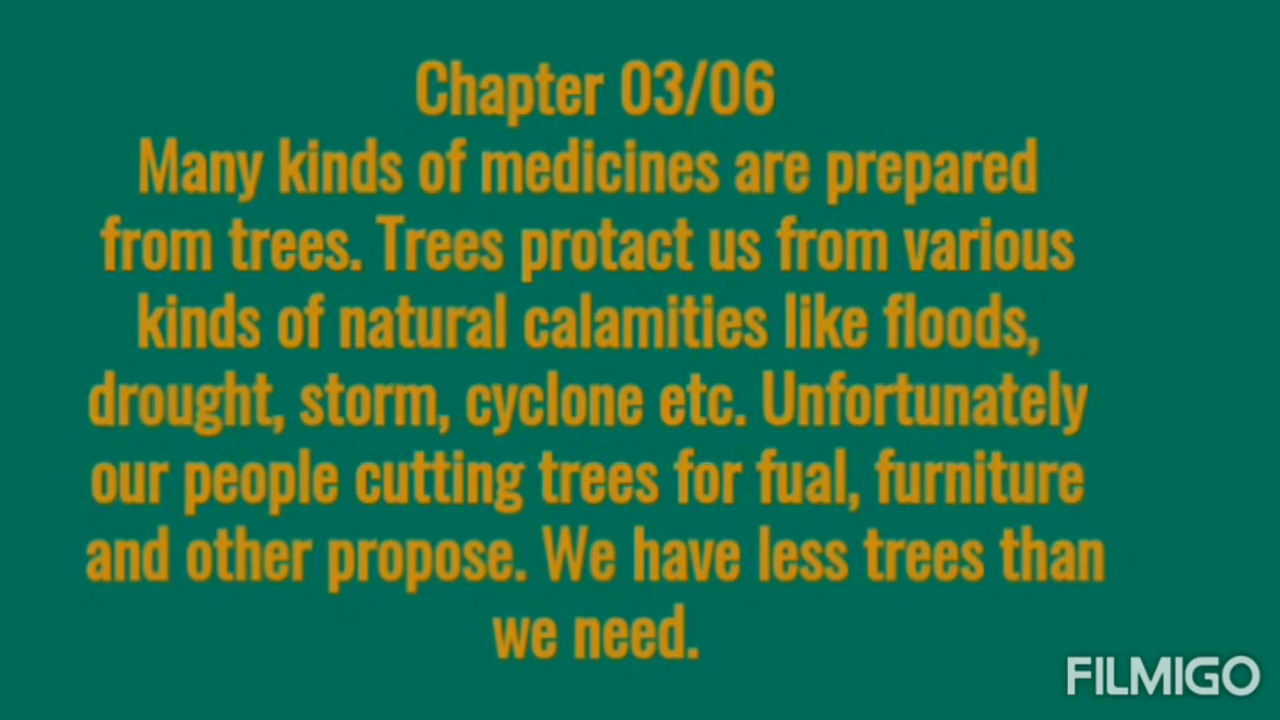 Chapter 03/06
Many kinds of medicines are prepared
from trees. Trees protact us from various
kinds of natural calamities like floods,
drought, storm, cyclone etc. Unfortunately
our people cutting trees for fual, furniture
and other propose. We have less trees than
we need.
FILMIGO